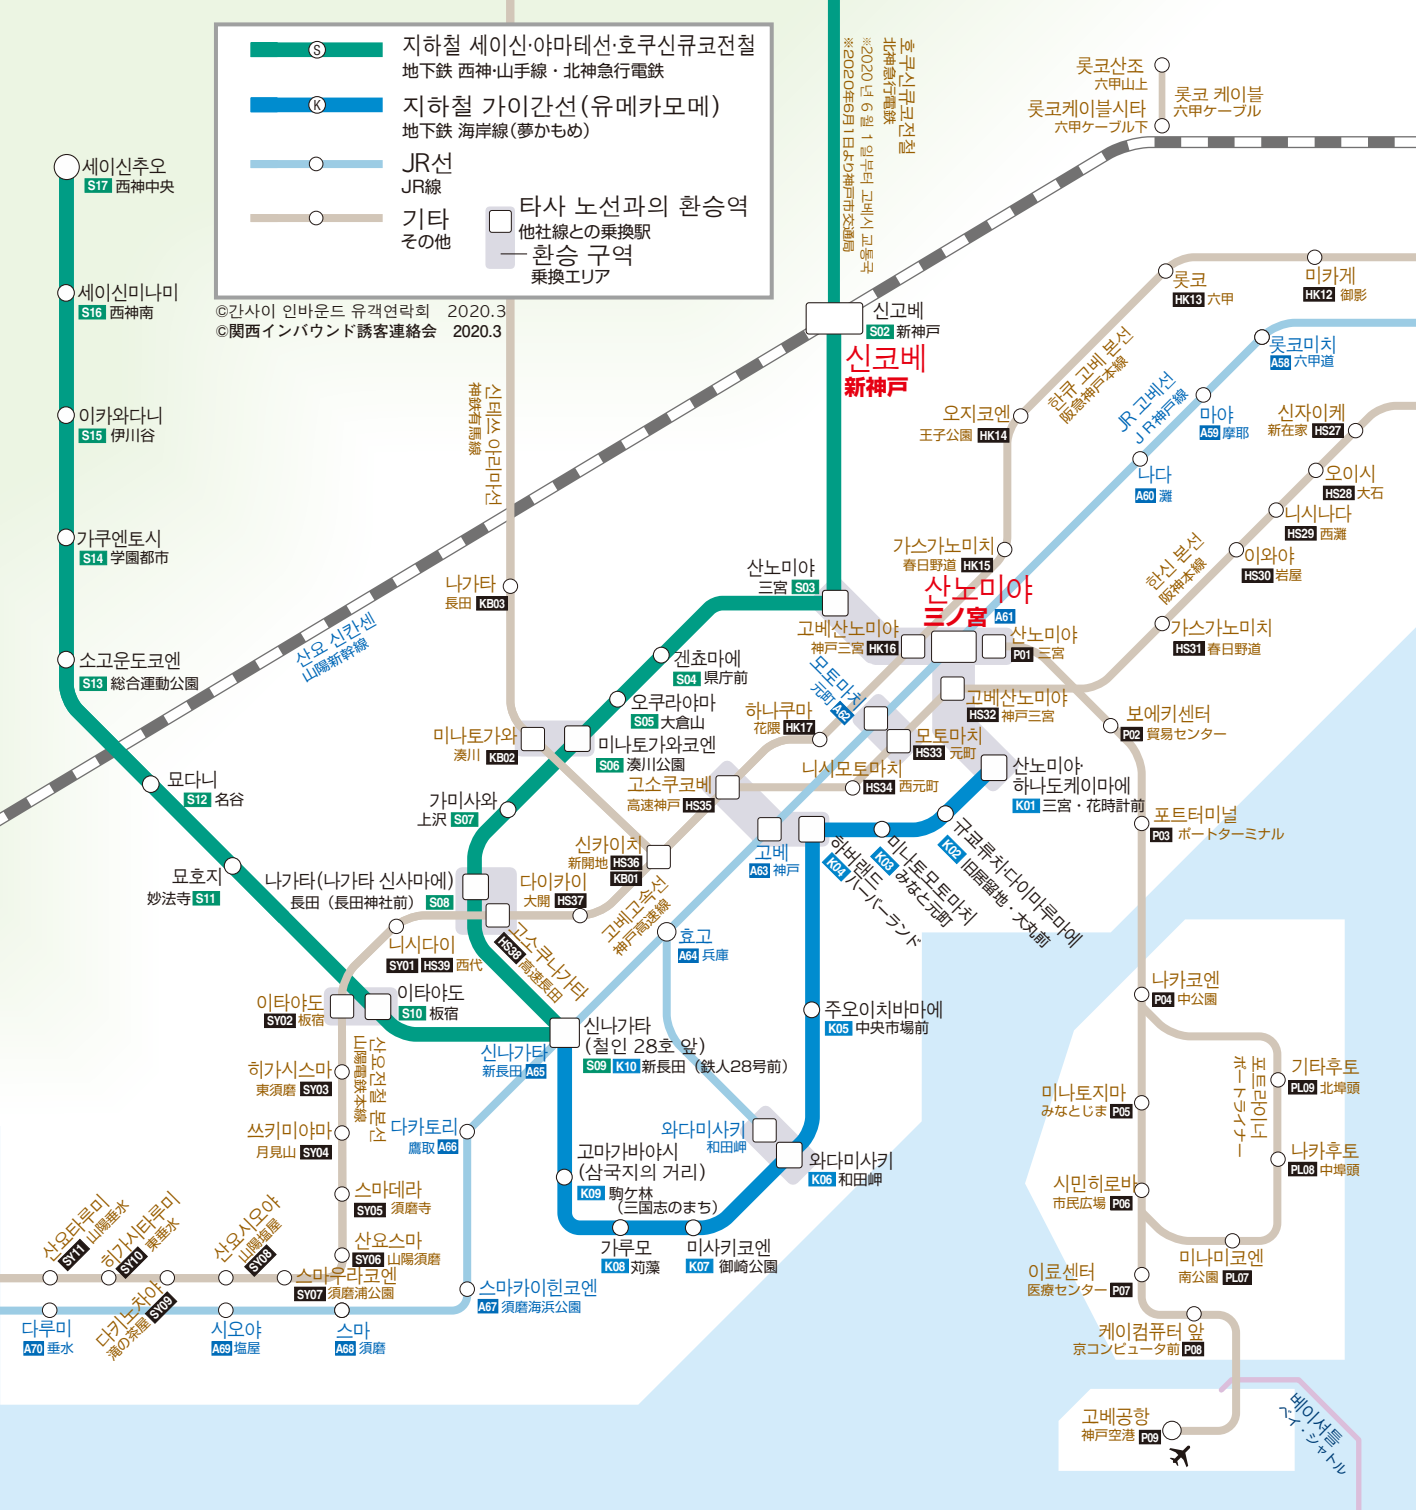 S
지하철 세이신·야마테선·호쿠신큐코전철
地下鉄 西神·山手線・北神急行電鉄
K
지하철 가이간선(유메카모메)
地下鉄 海岸線(夢かもめ)
JR선
JR線
기타
その他
타사 노선과의 환승역
他社線との乗換駅
환승 구역
乗換エリア
©간사이 인바운드 유객연락회 2020.3
©関西インバウンド誘客連絡会 2020.3
호쿠신큐코전철
北神急行電鉄
※2020년 6월 1일부터 고베시 교통국
※2020年6月1日より神戸市交通局
롯코산조
六甲山上
롯코케이블시타
六甲ケーブル下
롯코 케이블
六甲ケーブル
세이신추오
S17 西神中央
세이신미나미
S16 西神南
이카와다니
S15 伊川谷
가쿠엔토시
S14 学園都市
소고운도코엔
S13 総合運動公園
묘다니
S12 名谷
묘호지
妙法寺 S11
신고베
S02 新神戸
신코베
新神戸
신테쓰 아리마선
神鉄有馬線
나가타
長田 KB03
산요 신칸센
山陽新幹線
미나토가와
湊川 KB02
롯코
HK13 六甲
미카게
HK12 御影
한큐 고베 본선
阪急神戸本線
오지코엔
王子公園 HK14
JR 고베선
JR神戸線
롯코미치
A58 六甲道
마야
A59 摩耶
나다
A60 灘
신자이케
新在家 HS27
오이시
HS28 大石
니시나다
HS29 西灘
이와야
HS30 岩屋
한신 본선
阪神本線
가스가노미치
HS31 春日野道
가스가노미치
春日野道 HK15
산노미야
三宮 S03
산노미야
三ノ宮 A61
고베산노미야
神戸三宮 HK16
산노미야
P01 三宮
겐쵸마에
S04 県庁前
오쿠라야마
S05 大倉山
미나토가와코엔
S06 湊川公園
가미사와
上沢 S07
모토마치
元町 A62
하나쿠마
花隈 HK17
고베산노미야
HS32 神戸三宮
모토마치
HS33 元町
니시모토마치
HS34 西元町
고소쿠코베
高速神戸 HS35
보에키센터
P02 貿易センター
산노미야·
하나도케이마에
K01 三宮・花時計前
규쿄류치·다이마루마에
K02 旧居留地・大丸前
미나토모토마치
K03 みなと元町
하버랜드
K04 ハーバーランド
고베
A63 神戸
신카이치
新開地 HS36
KB01
다이카이
大開 HS37
나가타(나가타 신사마에)
長田(長田神社前) S08
고소쿠나가타
HS38 高速長田
고베고속선
神戸高速線
니시다이
SY01 HS39 西代
효고
A64 兵庫
포트터미널
P03 ポートターミナル
이타야도
SY02 板宿
이타야도
S10 板宿
신나가타
(철인 28호 앞)
S09 K10 新長田(鉄人28号前)
신나가타
新長田 A65
주오이치바마에
K05 中央市場前
나카코엔
P04 中公園
산요전철 본선
山陽電鉄本線
히가시스마
東須磨 SY03
쓰키미야마
月見山 SY04
스마데라
SY05 須磨寺
산요스마
SY06 山陽須磨
스마우라코엔
SY07 須磨浦公園
다카토리
鷹取 A66
와다미사키
和田岬
와다미사키
K06 和田岬
고마가바야시
(삼국지의 거리)
K09 駒ケ林
(三国志のまち)
가루모
K08 苅藻
미사키코엔
K07 御崎公園
스마카이힌코엔
A67 須磨海浜公園
산요타루미
SY11 山陽垂水
히가시타루미
SY10 東垂水
다키노차야
滝の茶屋 SY09
산요시오야
山陽塩屋
SY08
다루미
A70 垂水
시오야
A69 塩屋
스마
A68 須磨
미나토지마
みなとじま P05
포트라이너
ポートライナー
기타후토
PL09 北埠頭
나카후토
PL08 中埠頭
시민히로바
市民広場 P06
미나미코엔
南公園 PL07
이료센터
医療センター P07
케이컴퓨터 앞
京コンピュータ前 P08
고베공항
神戸空港 P09
베이셔틀
ベイ・シャトル